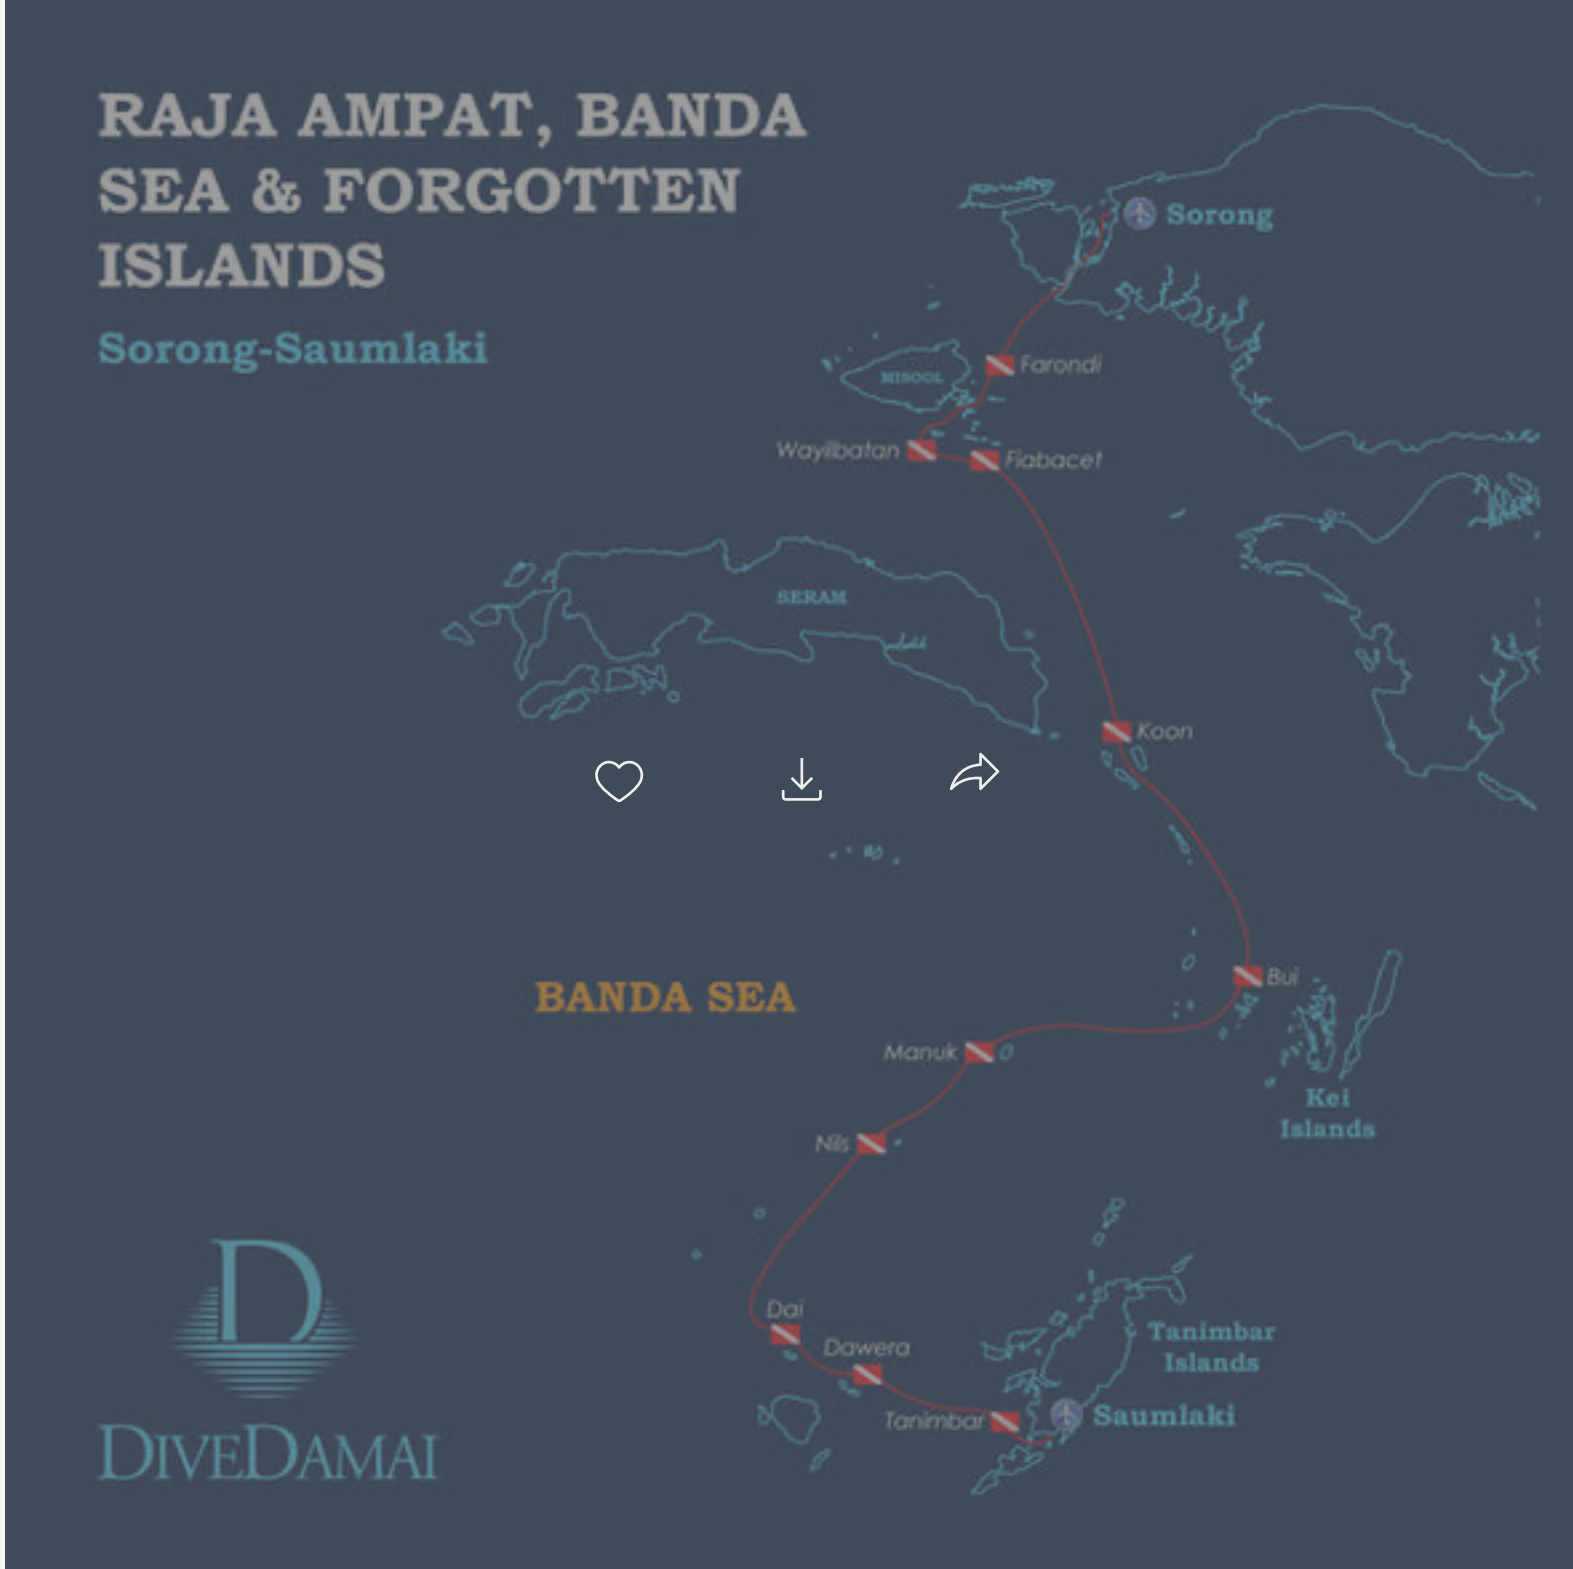 RAJA AMPAT, BANDA
SEA & FORGOTTEN
ISLANDS
Sorong-Saumlaki
Sorong
Farondi
MISOOL
Wayilbatan
Fiabacet
SERAM
Koon
BANDA SEA
Bui
Manuk
Kei
Islands
Nils
Dai
Tanimbar
Islands
Dawera
Tanimbar
Saumlaki
D
DIVEDAMAI